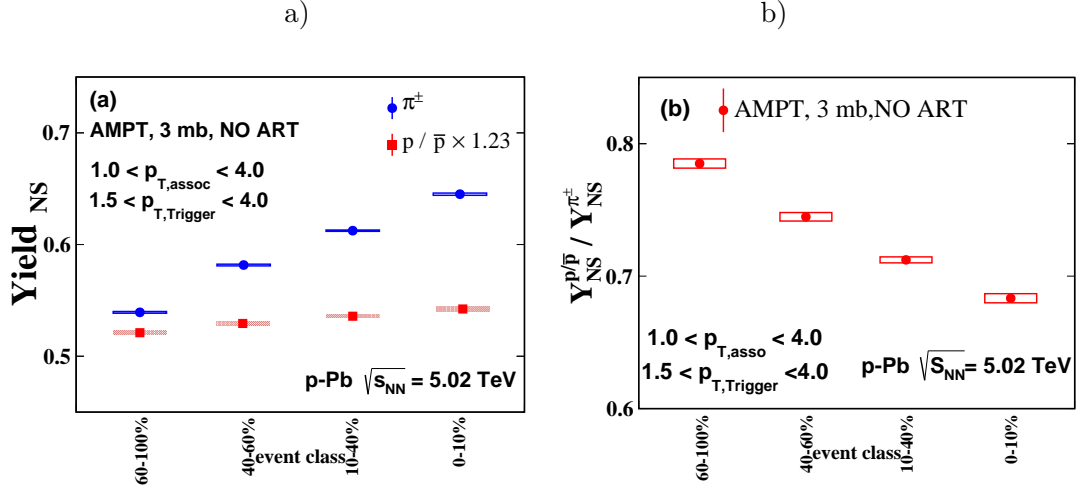 a)
b)
(a)
π±
AMPT, 3 mb, NO ART
p / p̅ × 1.23
1.0 < pT,assoc < 4.0
1.5 < pT,Trigger < 4.0
0.7
0.6
0.5
Yield NS
p-Pb √sNN = 5.02 TeV
60-100%
40-60%
10-40%
0-10%
event class
(b)
AMPT, 3 mb,NO ART
0.8
0.7
0.6
Y NS p/p̅ / Y NS π±
1.0 < pT,asso < 4.0
1.5 < pT,Trigger <4.0
p-Pb √SNN = 5.02 TeV
60-100%
40-60%
10-40%
0-10%
event class